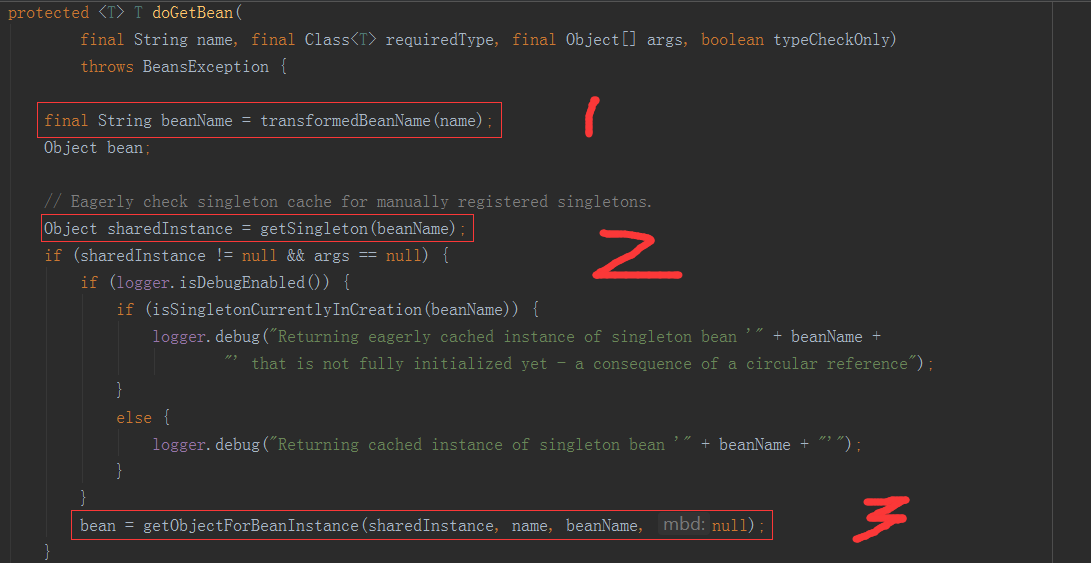 protected <T> T doGetBean(
final String name, final Class<T> requiredType, final Object[] args, boolean typeCheckOnly)
throws BeansException {
final String beanName = transformedBeanName(name);
1
Object bean;
// Eagerly check singleton cache for manually registered singletons.
Object sharedInstance = getSingleton(beanName);
2
if (sharedInstance != null && args == null) {
if (logger.isDebugEnabled()) {
if (isSingletonCurrentlyInCreation(beanName)) {
logger.debug("Returning eagerly cached instance of singleton bean '" + beanName +
"' that is not fully initialized yet - a consequence of a circular reference");
}
else {
logger.debug("Returning cached instance of singleton bean '" + beanName + "'");
}
}
bean = getObjectForBeanInstance(sharedInstance, name, beanName, mbd: null);
3
}